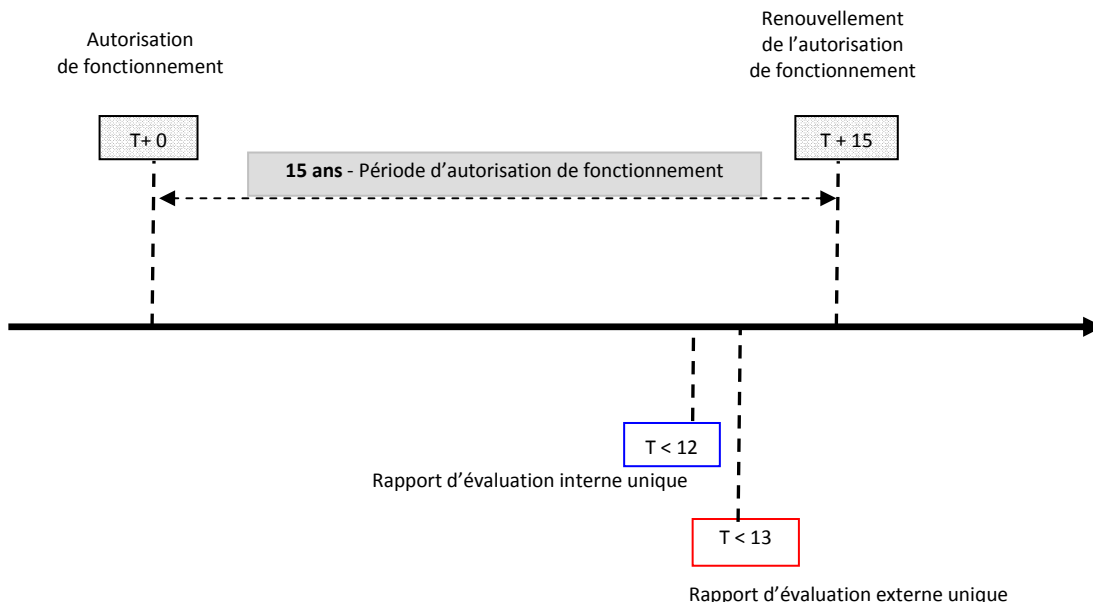 Autorisation
de fonctionnement
Renouvellement
de l’autorisation
de fonctionnement
T+ 0
T + 15
15 ans - Période d’autorisation de fonctionnement
T < 12
Rapport d’évaluation interne unique
T < 13
Rapport d’évaluation externe unique